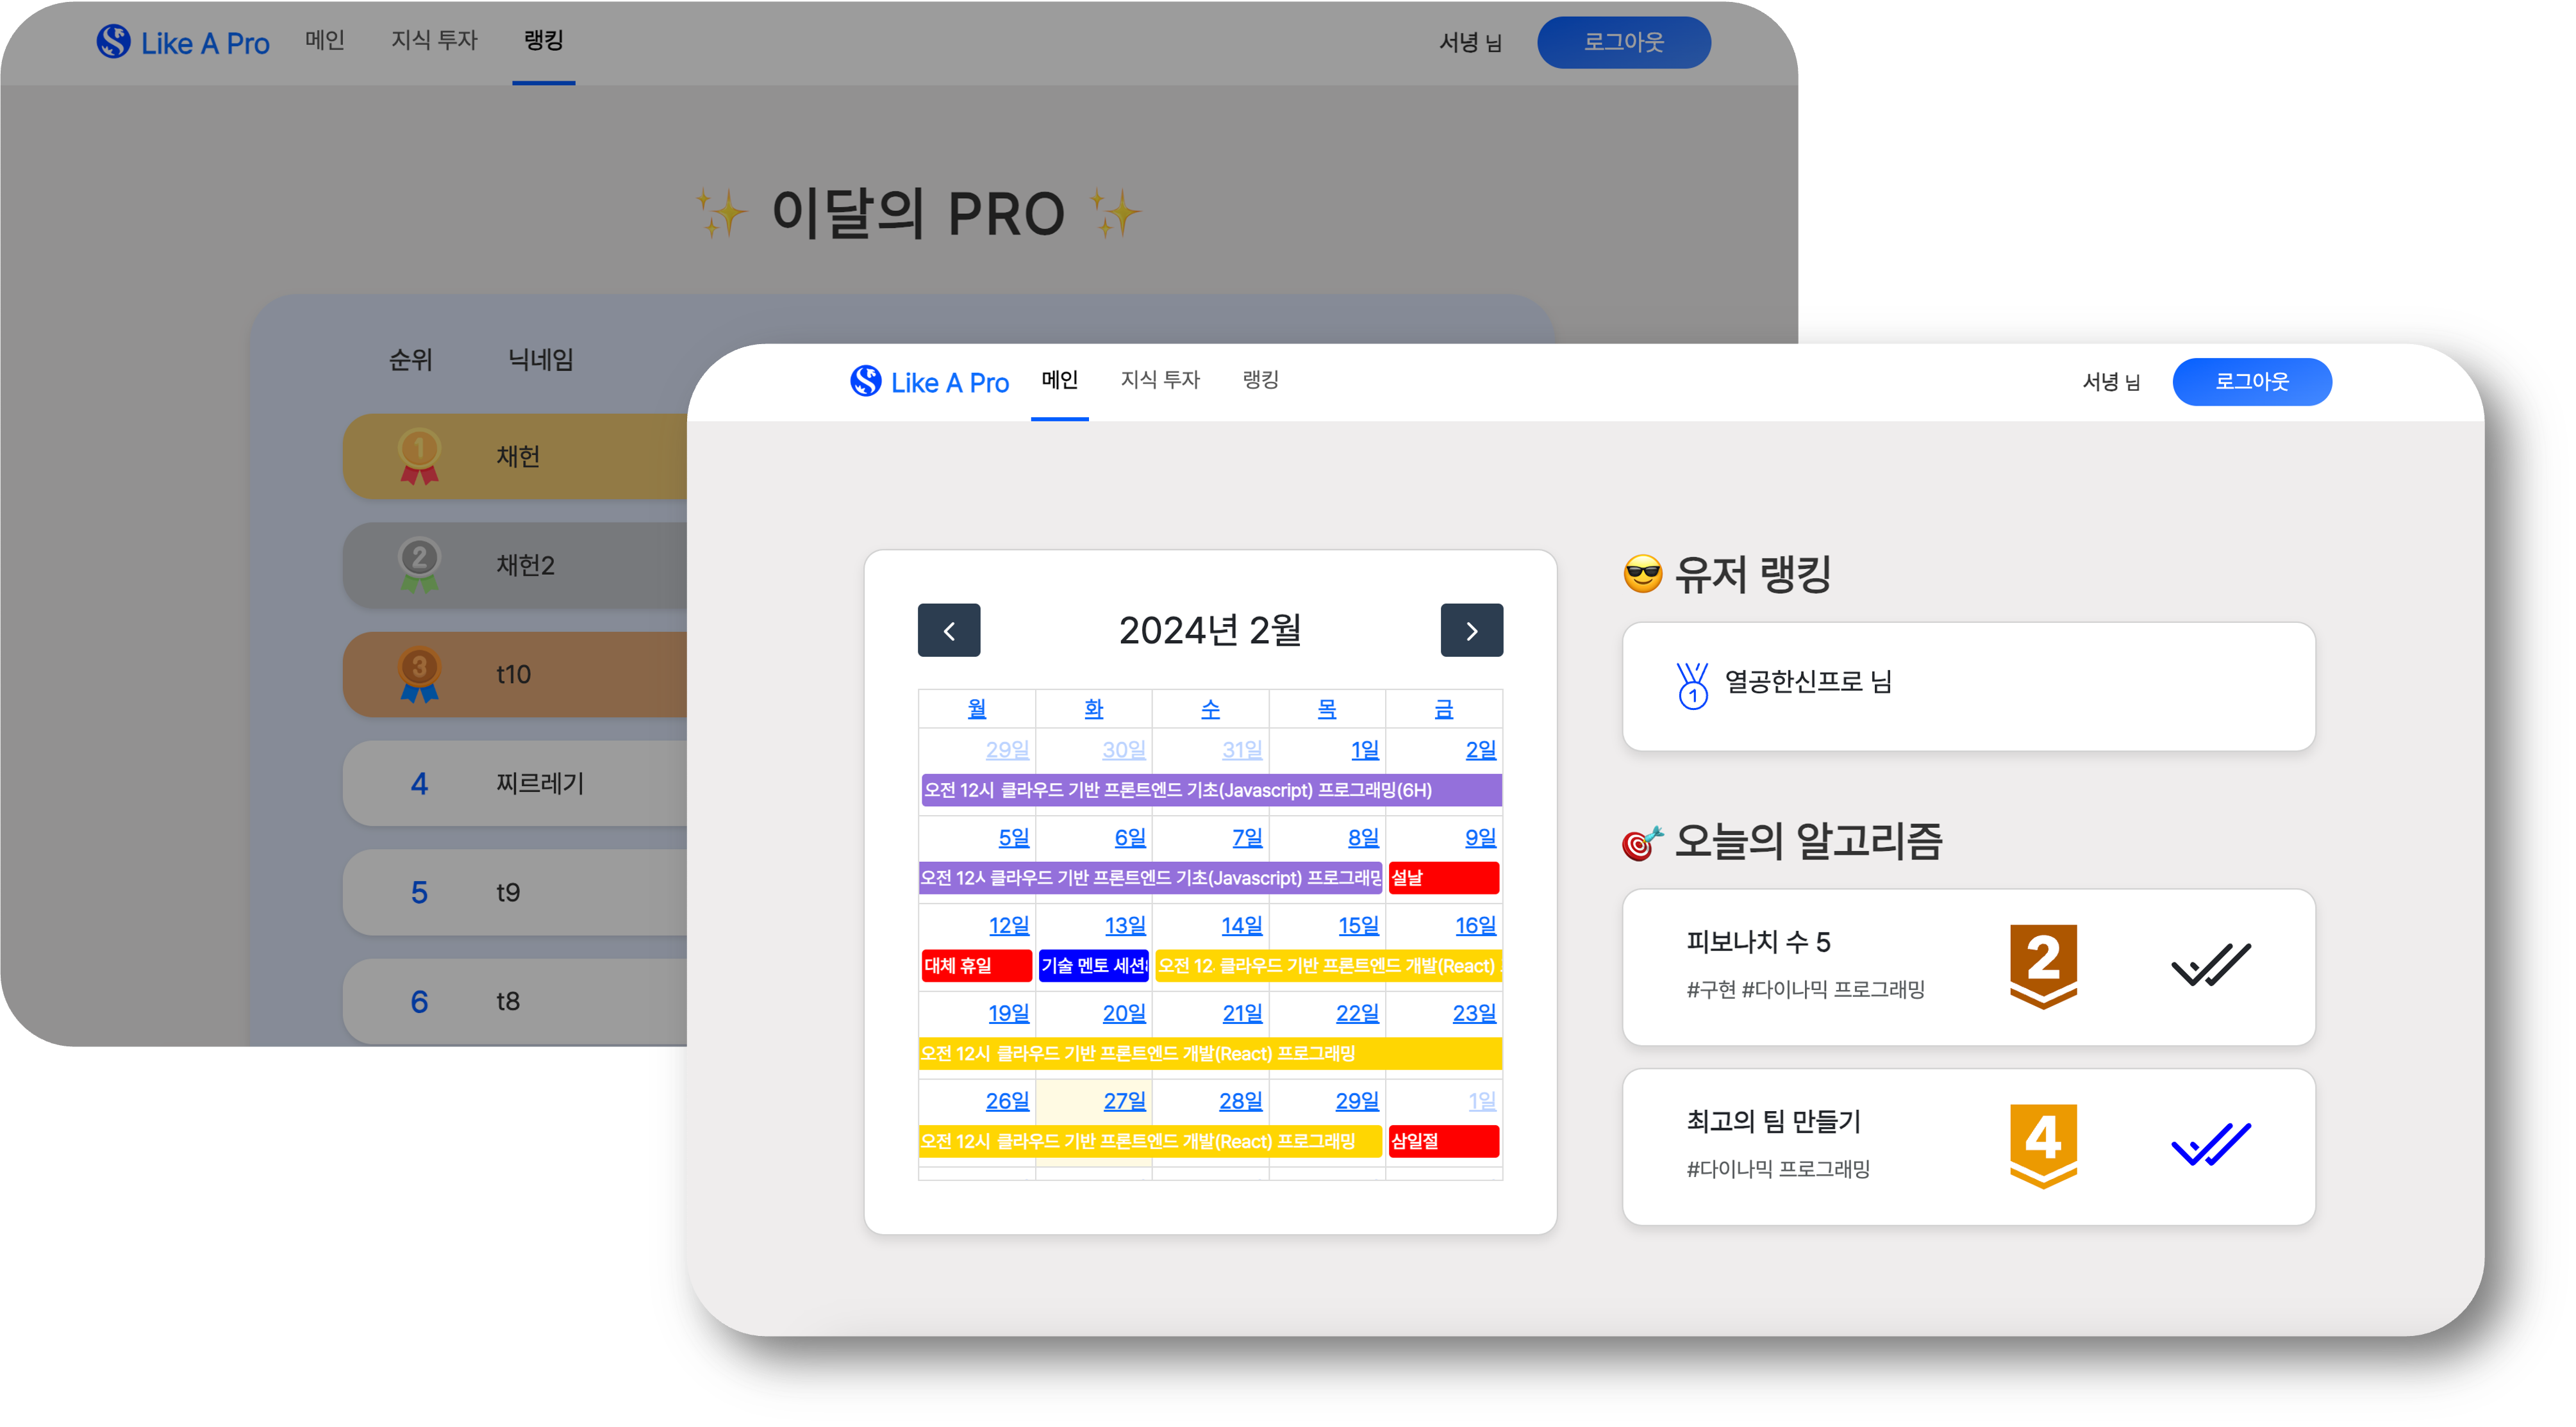 Like A Pro 메인 지식 투자 랭킹 서녕 님 로그아웃
✨ 이달의 PRO ✨
순위 닉네임
1 채헌
2 채헌2
3 t10
4 찌르레기
5 t9
6 t8
Like A Pro 메인 지식 투자 랭킹 서녕 님 로그아웃
2024년 2월
월 화 수 목 금
29일 30일 31일 1일 2일
오전 12시 클라우드 기반 프론트엔드 기초(Javascript) 프로그래밍(6H)
5일 6일 7일 8일 9일
오전 12시 클라우드 기반 프론트엔드 기초(Javascript) 프로그래밍 설날
12일 13일 14일 15일 16일
대체 휴일 기술 멘토 세션 오전 12 클라우드 기반 프론트엔드 개발(React)
19일 20일 21일 22일 23일
오전 12시 클라우드 기반 프론트엔드 개발(React) 프로그래밍
26일 27일 28일 29일 1일
오전 12시 클라우드 기반 프론트엔드 개발(React) 프로그래밍 삼일절
😎 유저 랭킹
1 열공한신프로 님
🎯 오늘의 알고리즘
피보나치 수 5
#구현 #다이나믹 프로그래밍
2
최고의 팀 만들기
#다이나믹 프로그래밍
4